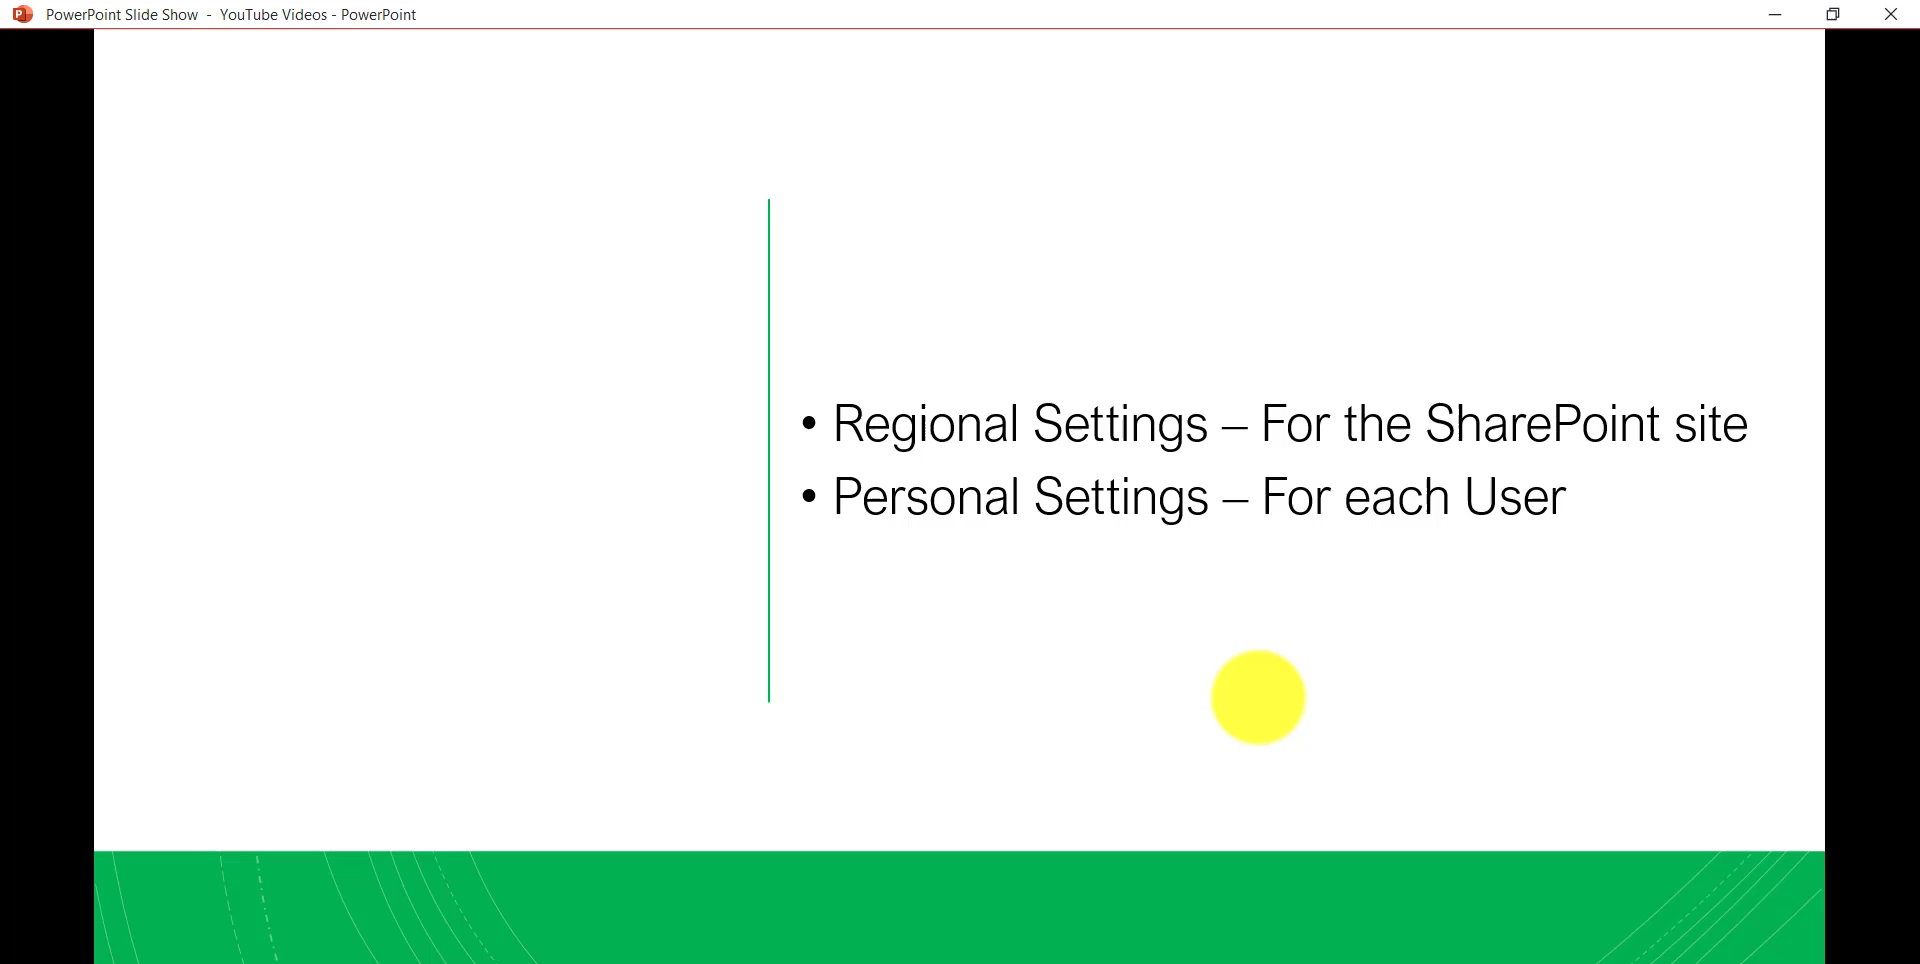 PowerPoint Slide Show - YouTube Videos - PowerPoint
• Regional Settings – For the SharePoint site
• Personal Settings – For each User